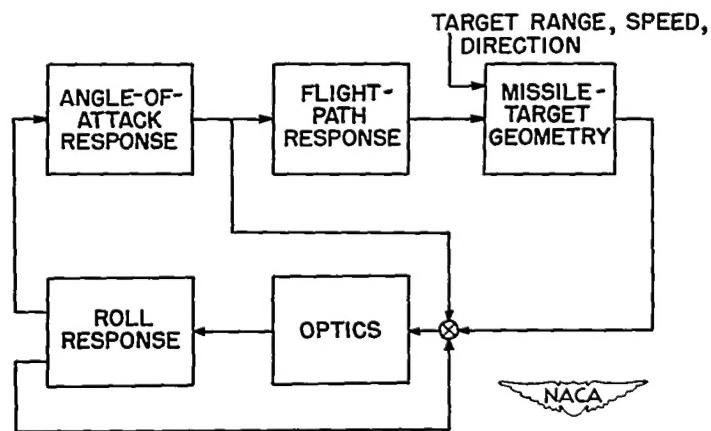 TARGET RANGE, SPEED,
DIRECTION
ANGLE-OF-
ATTACK
RESPONSE
FLIGHT-
PATH
RESPONSE
MISSILE-
TARGET
GEOMETRY
ROLL
RESPONSE
OPTICS
NACA